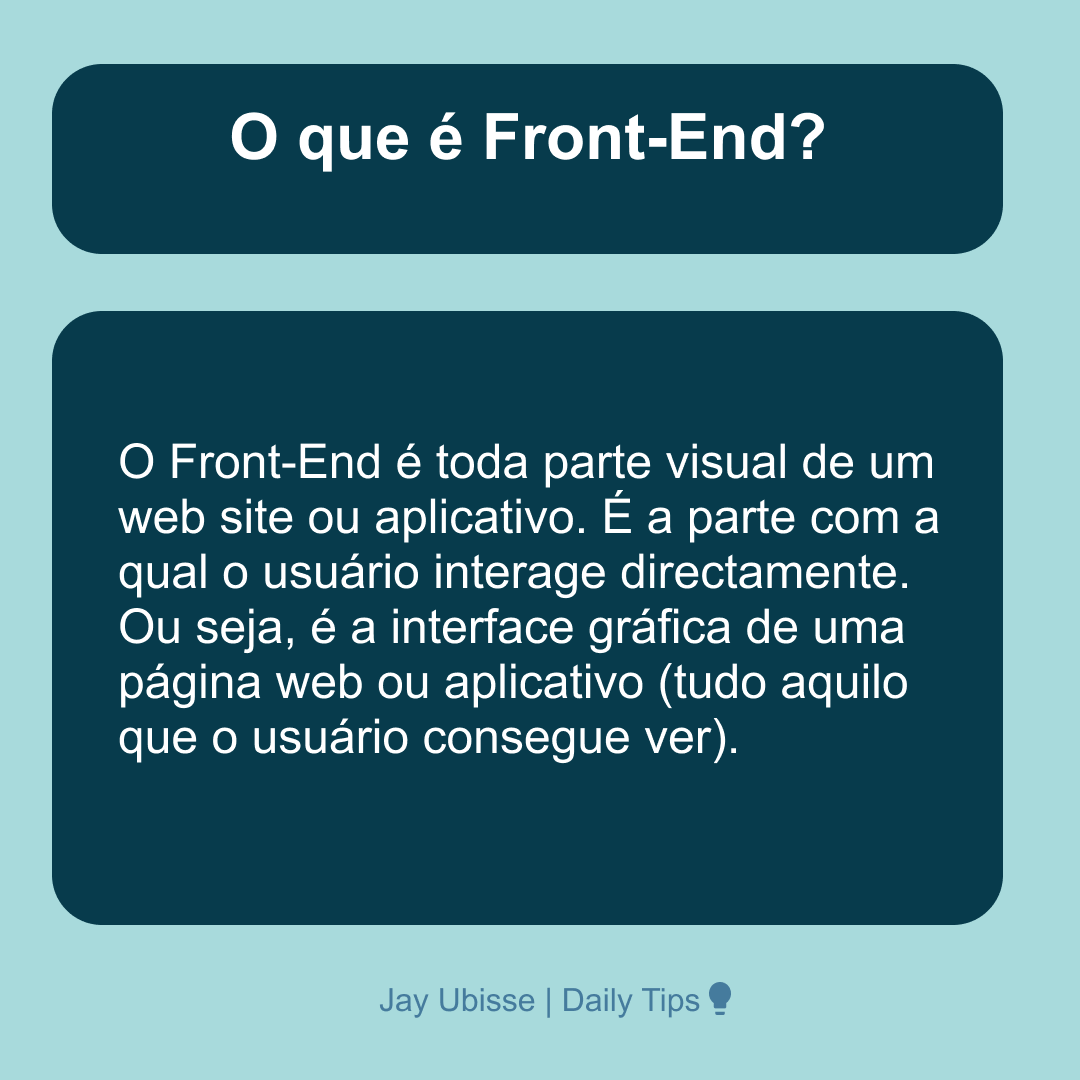 O que é Front-End?
O Front-End é toda parte visual de um
web site ou aplicativo. É a parte com a
qual o usuário interage directamente.
Ou seja, é a interface gráfica de uma
página web ou aplicativo (tudo aquilo
que o usuário consegue ver).
Jay Ubisse | Daily Tips